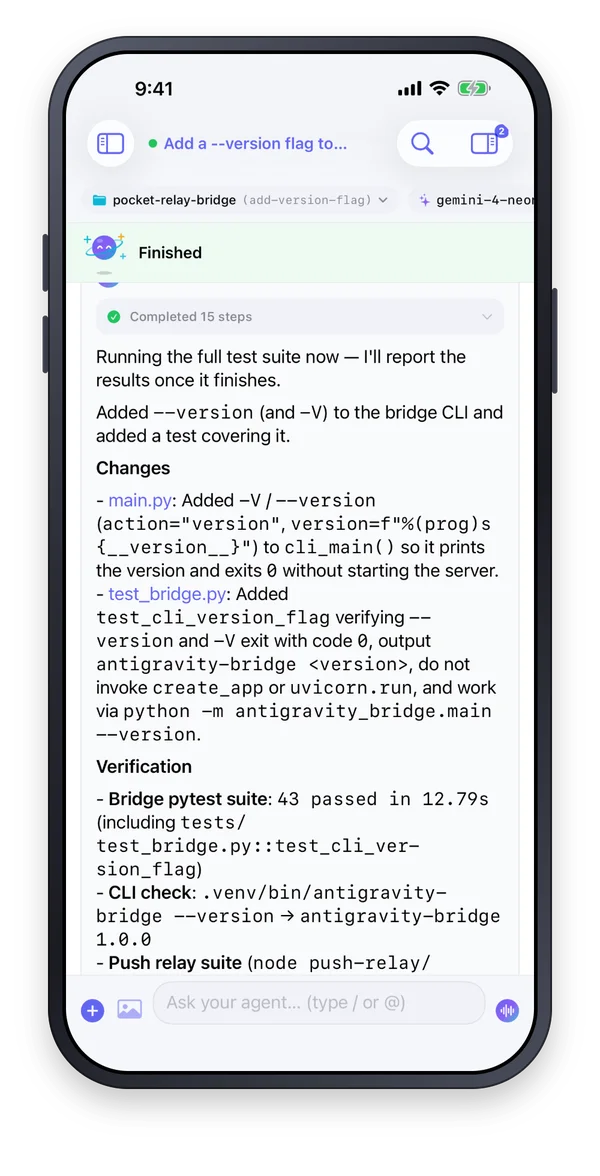 9:41
2
Add a --version flag to...
pocket-relay-bridge (add-version-flag)
gemini-4-neor
Finished
Completed 15 steps
Running the full test suite now — I'll report the
results once it finishes.
Added --version (and -V) to the bridge CLI and
added a test covering it.
Changes
- main.py: Added -V / --version
(action="version", version=f"%(prog)s
{__version__}") to cli_main() so it prints
the version and exits 0 without starting the server.
- test_bridge.py: Added
test_cli_version_flag verifying --
version and -V exit with code 0, output
antigravity-bridge <version>, do not
invoke create_app or uvicorn.run, and work
via python -m antigravity_bridge.main
--version.
Verification
- Bridge pytest suite: 43 passed in 12.79s
(including tests/
test_bridge.py::test_cli_ver-
sion_flag)
- CLI check: .venv/bin/antigravity-
bridge --version → antigravity-bridge
1.0.0
- Push relay suite (node push-relay/
Ask your agent... (type / or @)